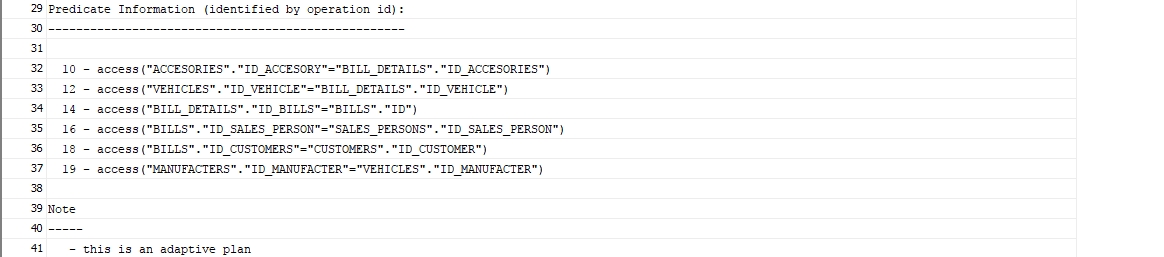 29 Predicate Information (identified by operation id):
30 ---------------------------------------------------
31
32   10 - access("ACCESORIES"."ID_ACCESORY"="BILL_DETAILS"."ID_ACCESORIES")
33   12 - access("VEHICLES"."ID_VEHICLE"="BILL_DETAILS"."ID_VEHICLE")
34   14 - access("BILL_DETAILS"."ID_BILLS"="BILLS"."ID")
35   16 - access("BILLS"."ID_SALES_PERSON"="SALES_PERSONS"."ID_SALES_PERSON")
36   18 - access("BILLS"."ID_CUSTOMERS"="CUSTOMERS"."ID_CUSTOMER")
37   19 - access("MANUFACTERS"."ID_MANUFACTER"="VEHICLES"."ID_MANUFACTER")
38
39 Note
40 -----
41    - this is an adaptive plan